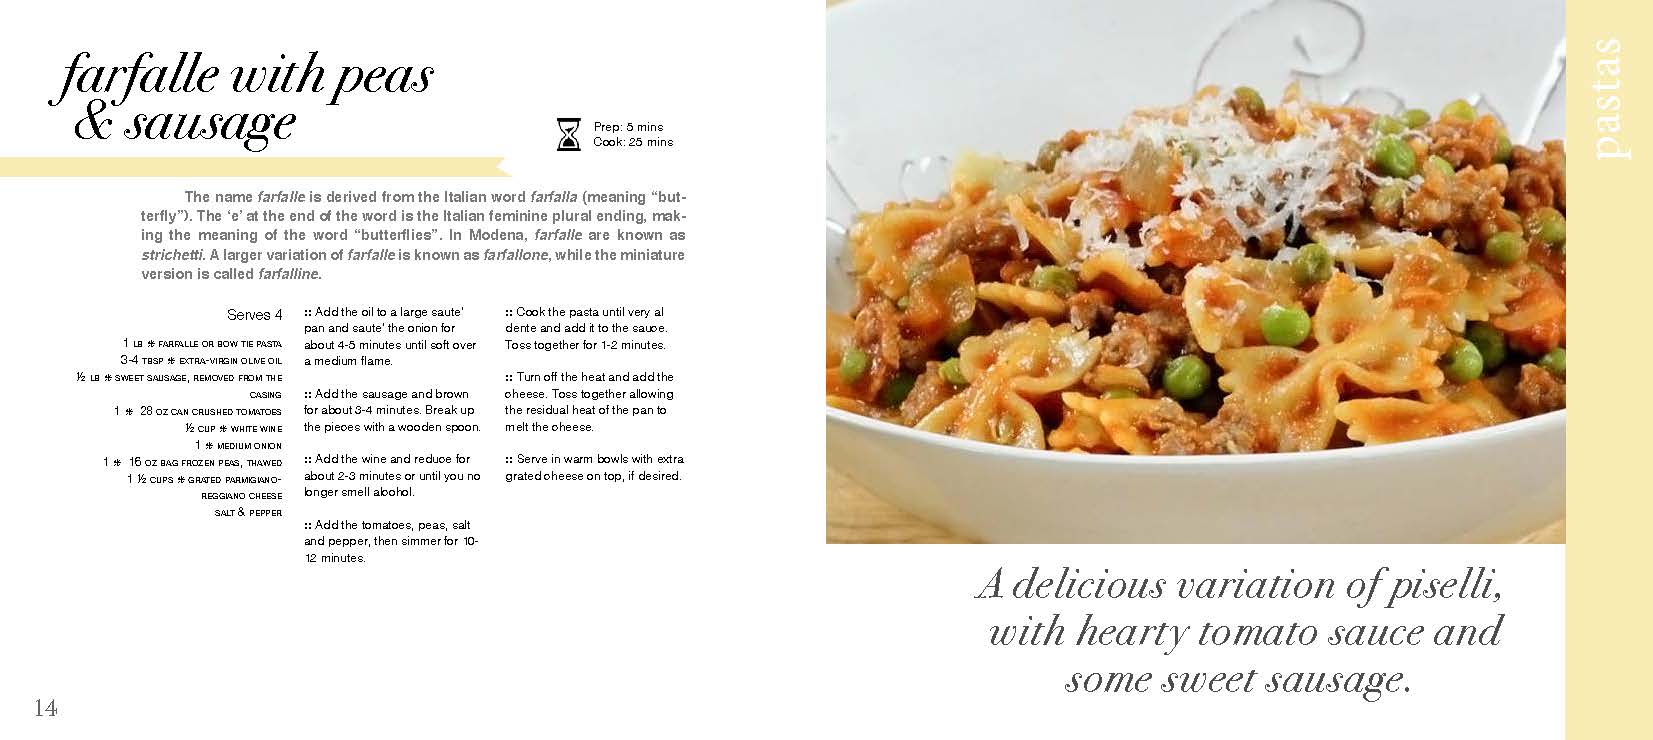 farfalle with peas
& sausage
Prep: 5 mins
Cook: 25 mins
The name farfalle is derived from the Italian word farfalla (meaning “but-
terfly”). The ‘e’ at the end of the word is the Italian feminine plural ending, mak-
ing the meaning of the word “butterflies”. In Modena, farfalle are known as
strichetti. A larger variation of farfalle is known as farfallone, while the miniature
version is called farfalline.
Serves 4
1 LB * FARFALLE OR BOW TIE PASTA
3-4 TBSP * EXTRA-VIRGIN OLIVE OIL
½ LB * SWEET SAUSAGE, REMOVED FROM THE
CASING
1 * 28 OZ CAN CRUSHED TOMATOES
½ CUP * WHITE WINE
1 * MEDIUM ONION
1 * 16 OZ BAG FROZEN PEAS, THAWED
1 ½ CUPS * GRATED PARMIGIANO-
REGGIANO CHEESE
SALT & PEPPER
:: Add the oil to a large saute'
pan and saute' the onion for
about 4-5 minutes until soft over
a medium flame.
:: Add the sausage and brown
for about 3-4 minutes. Break up
the pieces with a wooden spoon.
:: Add the wine and reduce for
about 2-3 minutes or until you no
longer smell alcohol.
:: Add the tomatoes, peas, salt
and pepper, then simmer for 10-
12 minutes.
:: Cook the pasta until very al
dente and add it to the sauce.
Toss together for 1-2 minutes.
:: Turn off the heat and add the
cheese. Toss together allowing
the residual heat of the pan to
melt the cheese.
:: Serve in warm bowls with extra
grated cheese on top, if desired.
14
pastas
A delicious variation of piselli,
with hearty tomato sauce and
some sweet sausage.